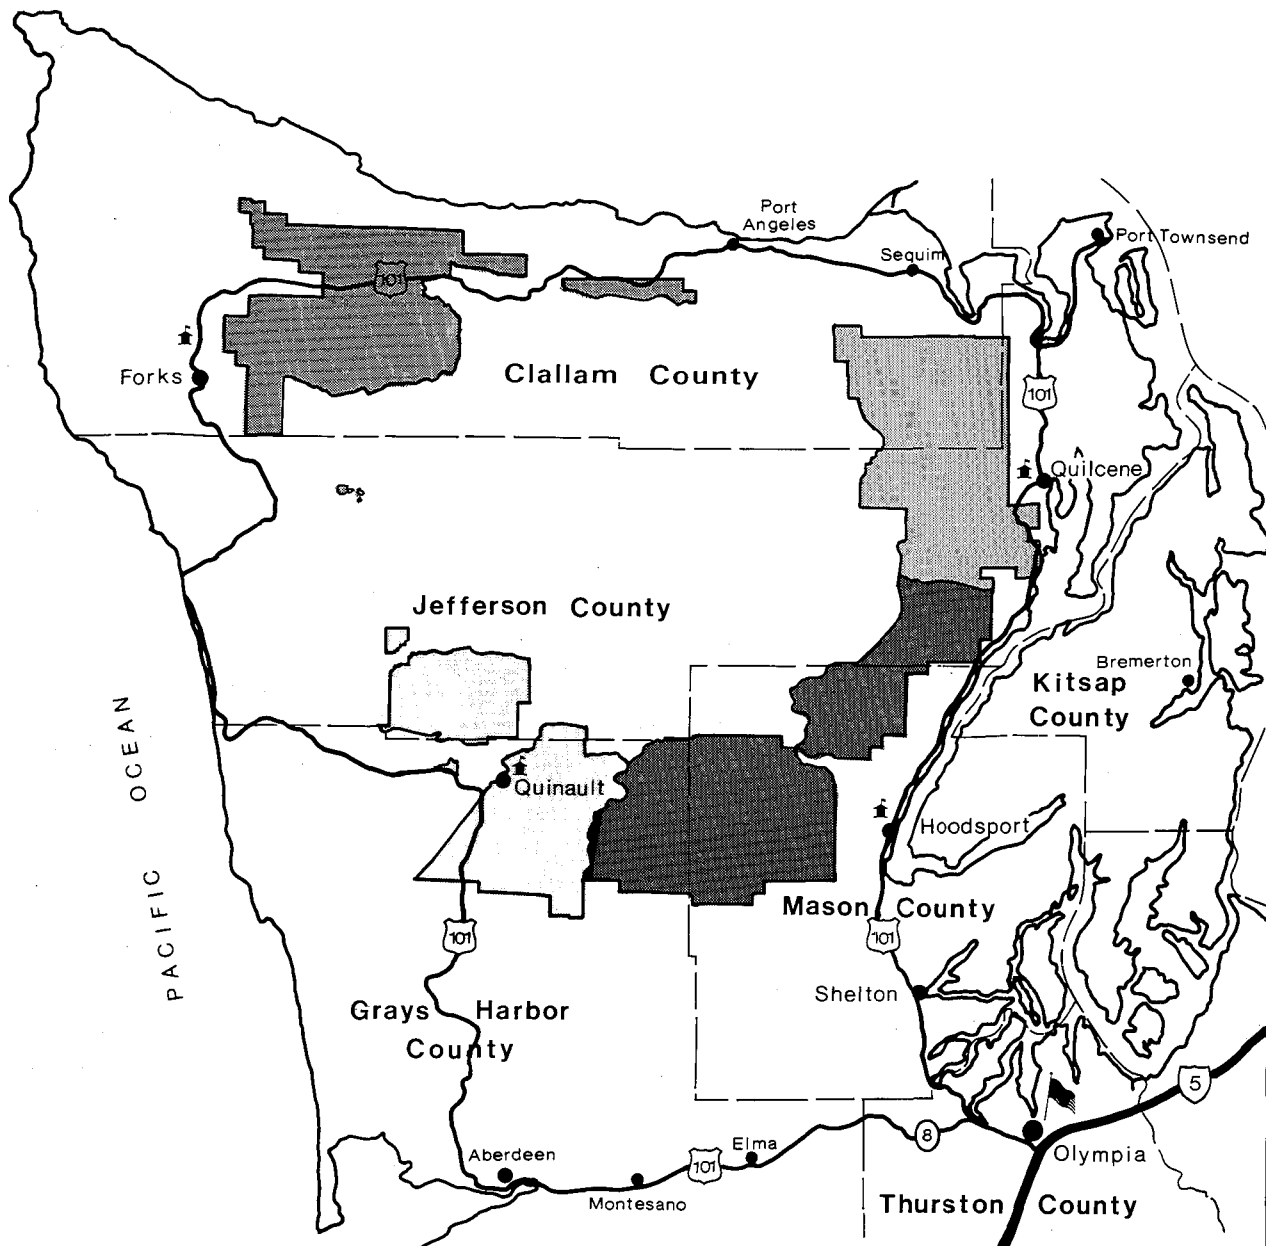 Port
Angeles
Port Townsend
Sequim
101
Forks
Clallam County
101
Quilcene
Jefferson County
Bremerton
Kitsap
County
PACIFIC OCEAN
Quinault
Hoodsport
Mason County
101
101
Shelton
Grays Harbor
County
5
8
Elma
Aberdeen
101
Olympia
Montesano
Thurston County